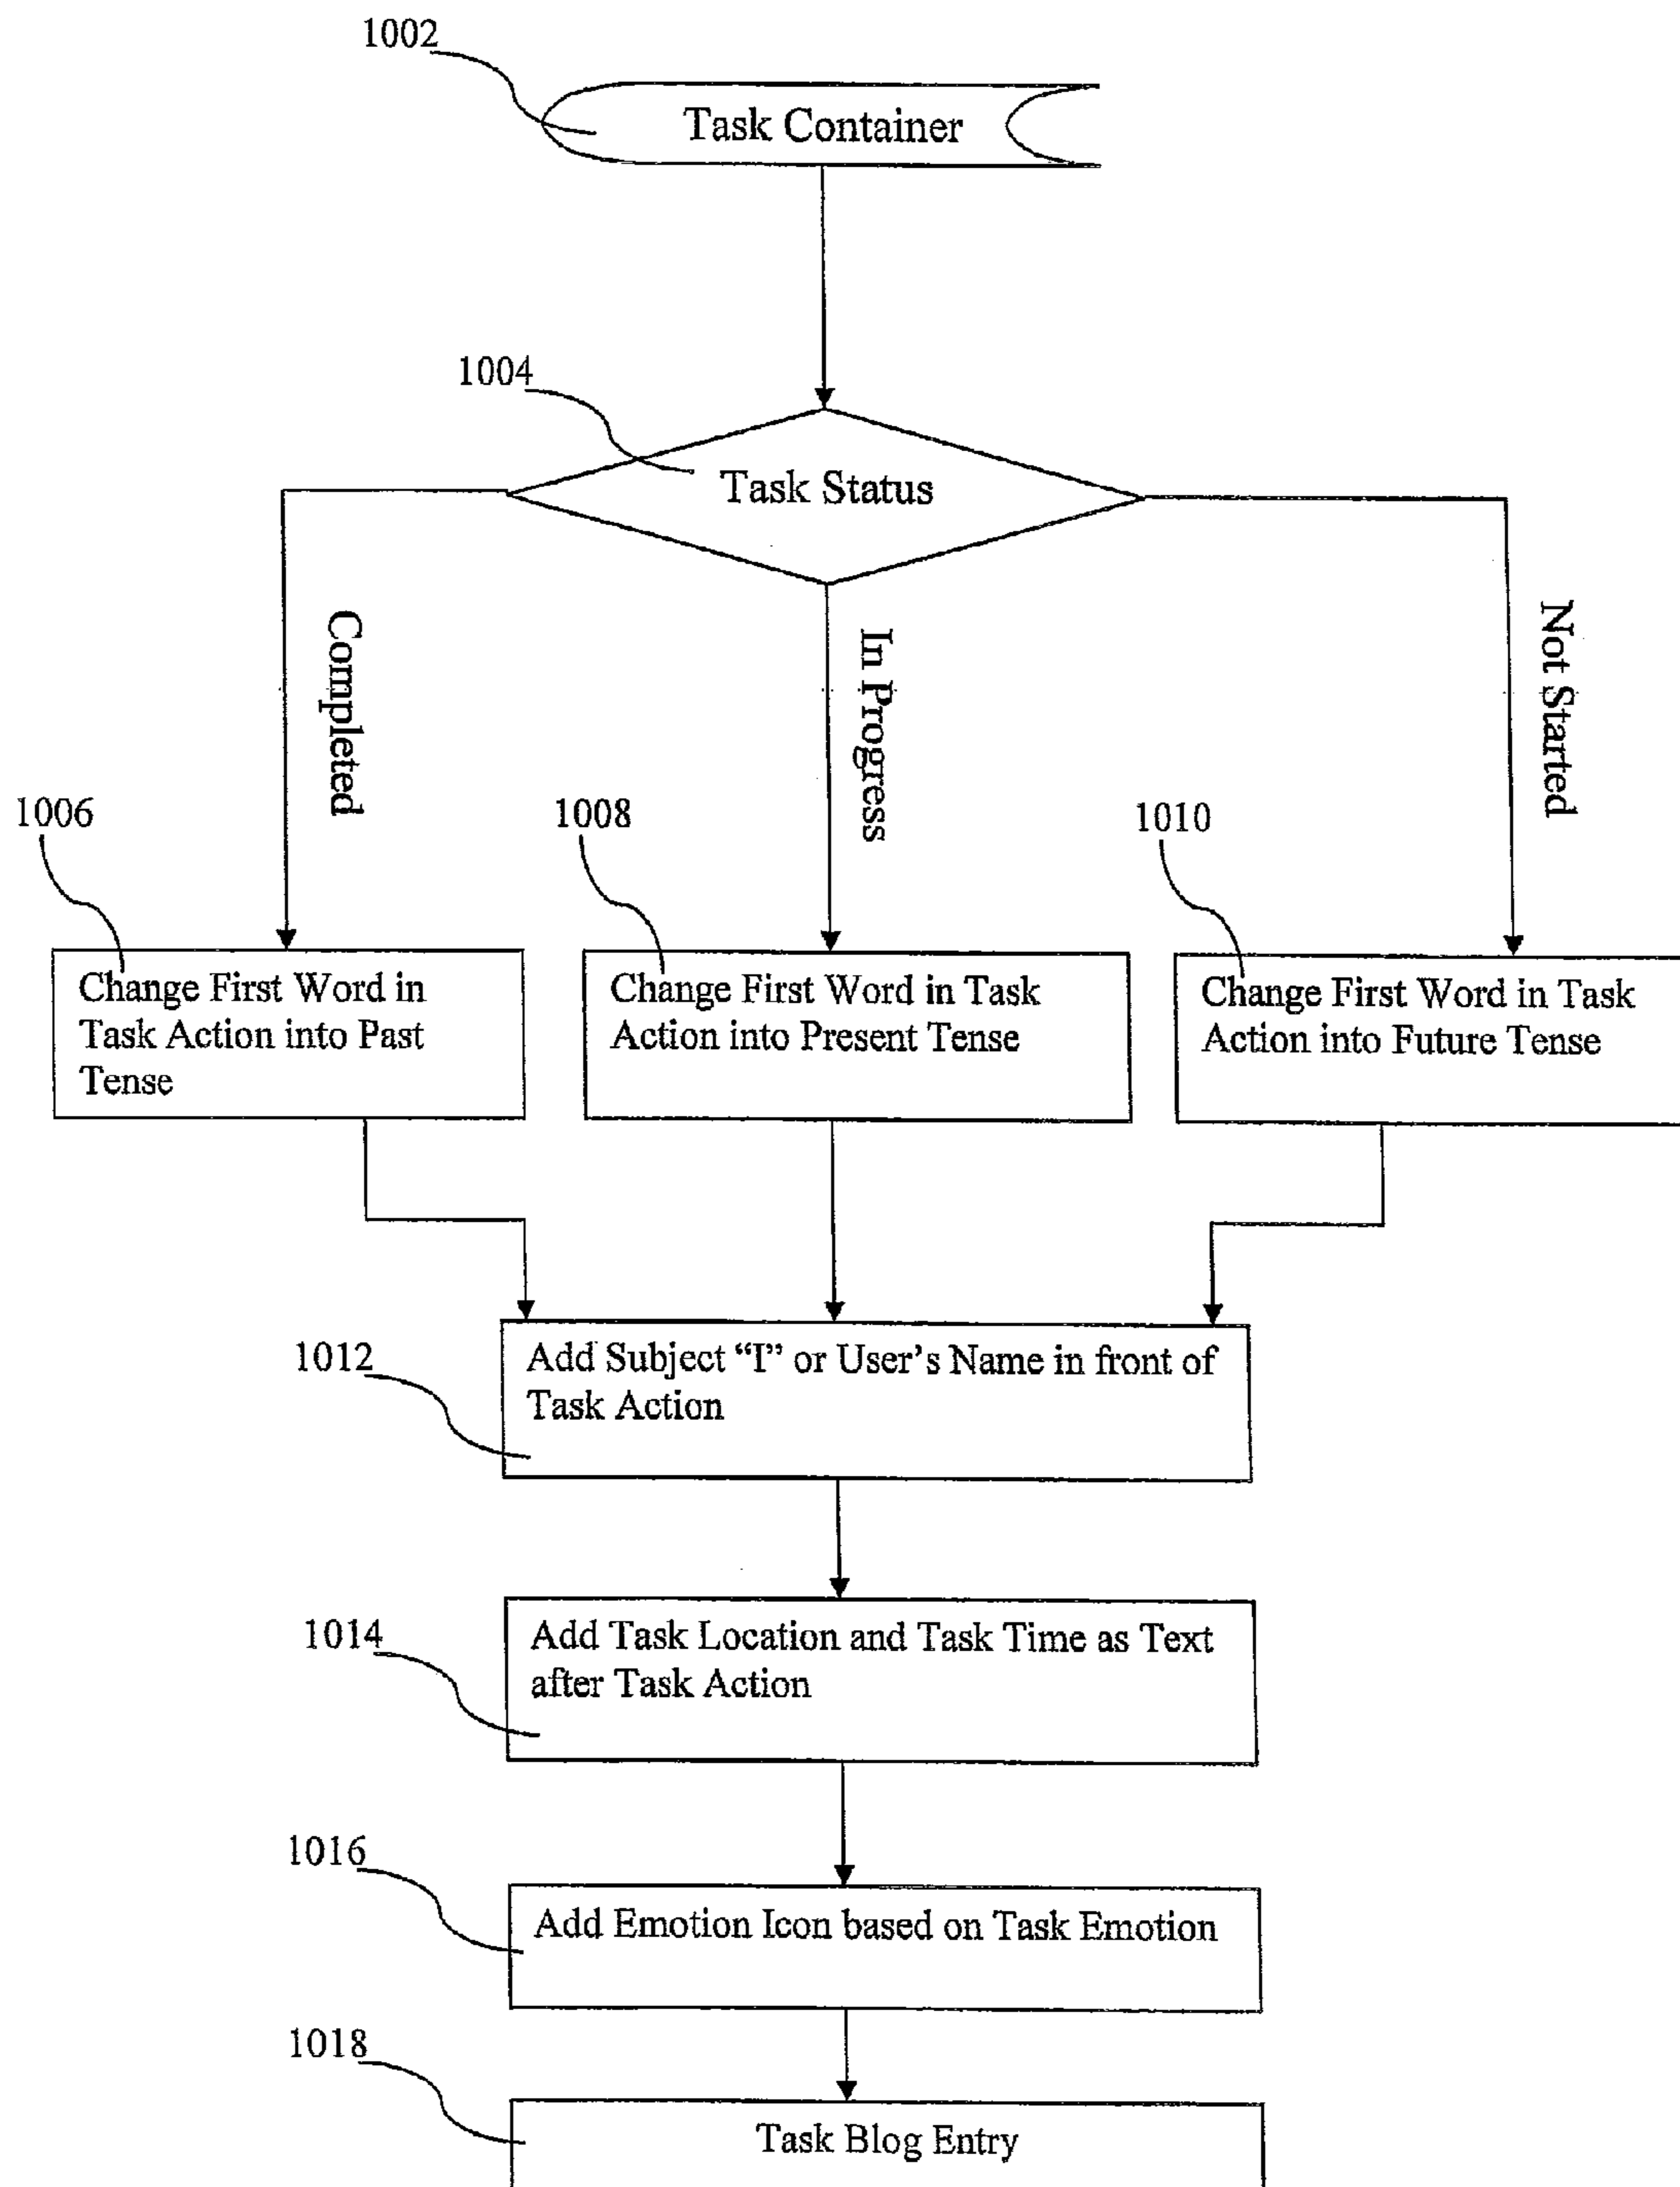 1002
Task Container
1004
Task Status
Completed
In Progress
Not Started
1006
1008
1010
Change First Word in
Task Action into Past
Tense
Change First Word in Task
Action into Present Tense
Change First Word in Task
Action into Future Tense
1012
Add Subject “I” or User’s Name in front of
Task Action
1014
Add Task Location and Task Time as Text
after Task Action
1016
Add Emotion Icon based on Task Emotion
1018
Task Blog Entry